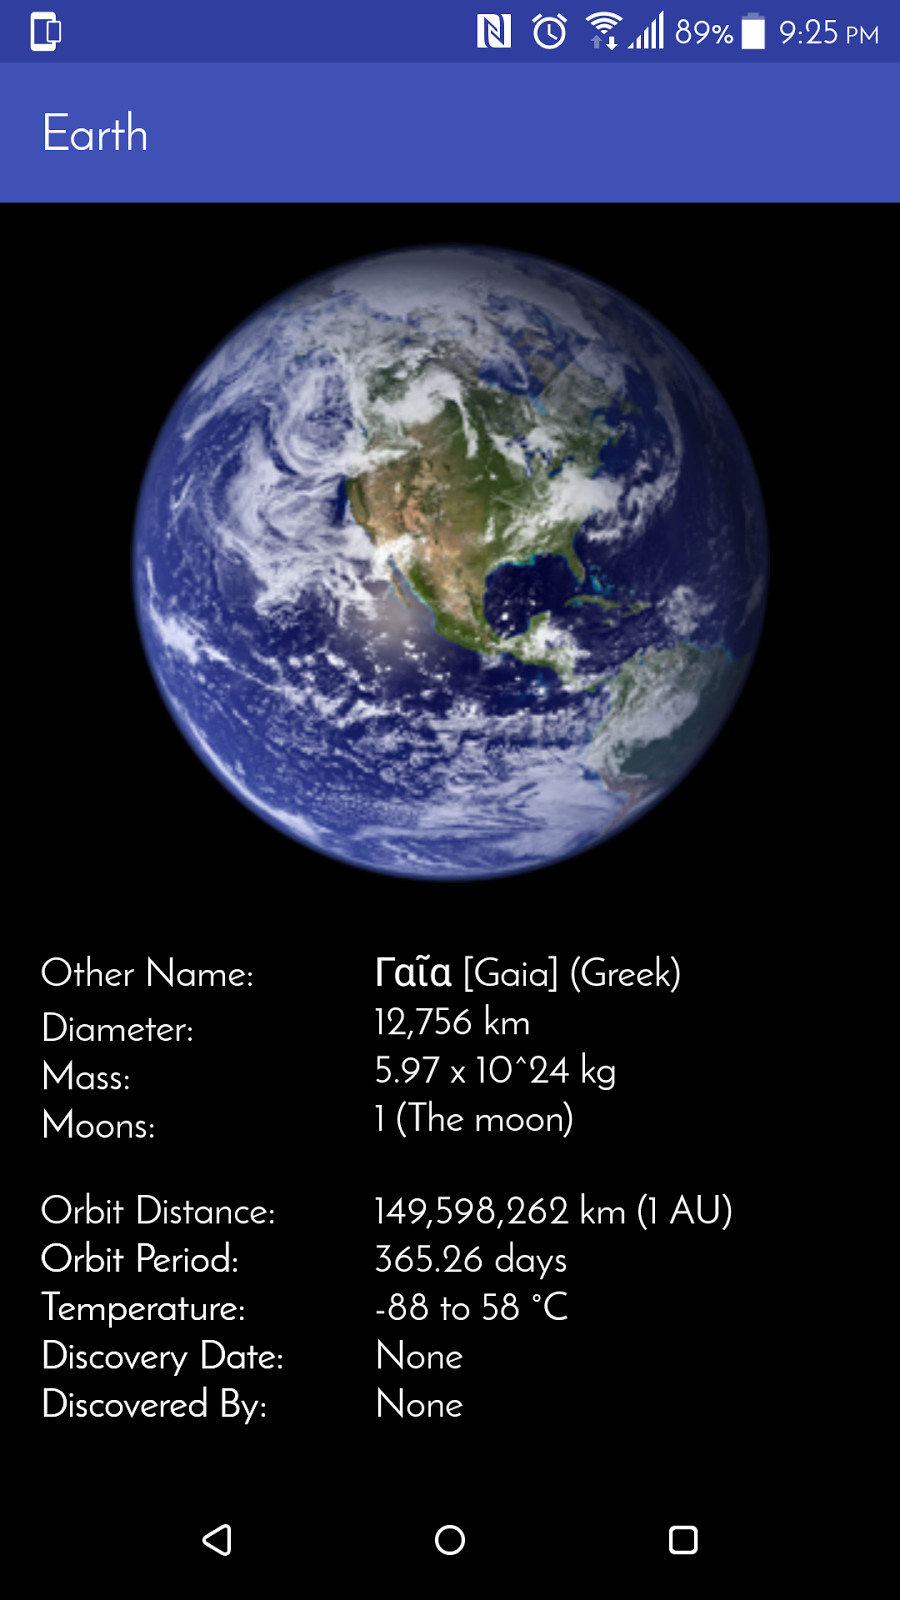 89% 9:25 PM
Earth
Other Name: Γαῖα [Gaia] (Greek)
Diameter: 12,756 km
Mass: 5.97 x 10^24 kg
Moons: 1 (The moon)
Orbit Distance: 149,598,262 km (1 AU)
Orbit Period: 365.26 days
Temperature: -88 to 58 °C
Discovery Date: None
Discovered By: None